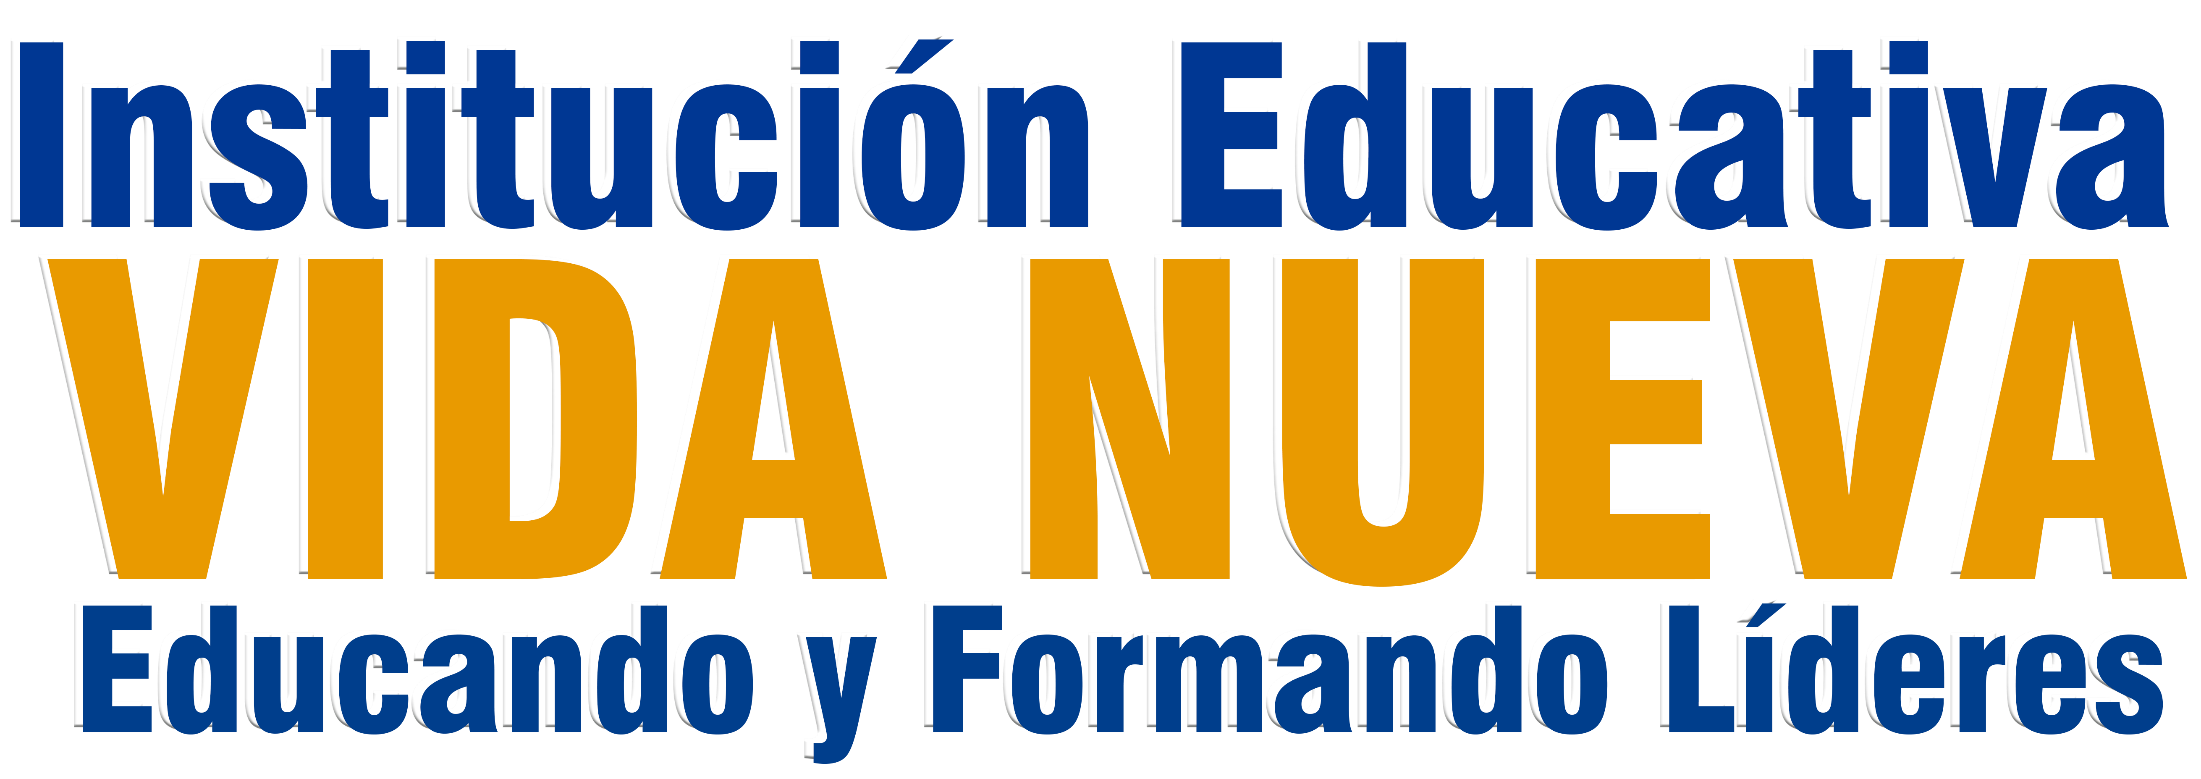 Institución Educativa
VIDA NUEVA
Educando y Formando Líderes